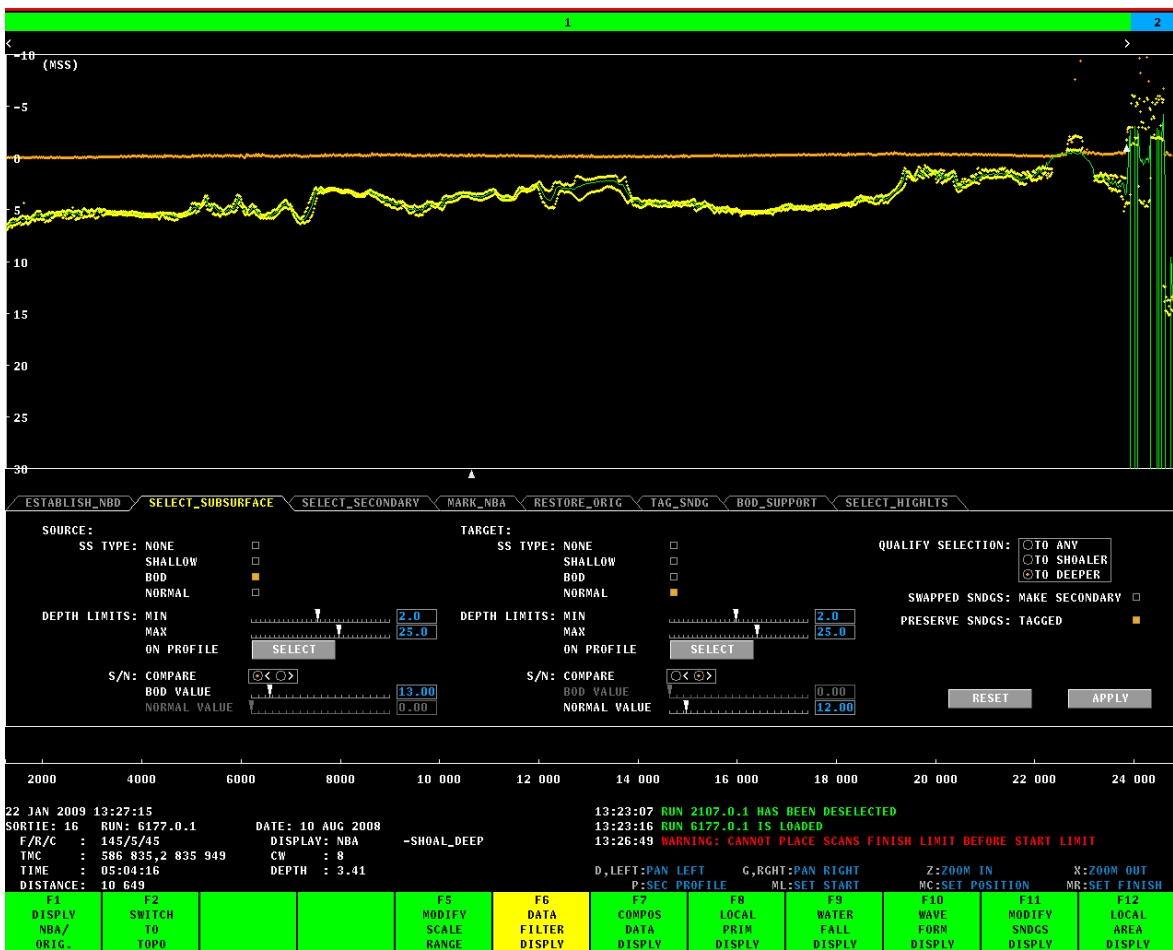 1 2
< >
-10
(MSS)
-5
0
5
10
15
20
25
30
ESTABLISH_NBD SELECT_SUBSURFACE SELECT_SECONDARY MARK_NBA RESTORE_ORIG TAG_SNDG BOD_SUPPORT SELECT_HIGHLTS
SOURCE: TARGET:
SS TYPE: NONE SS TYPE: NONE QUALIFY SELECTION: TO ANY
SHALLOW SHALLOW TO SHOALER
BOD BOD TO DEEPER
NORMAL NORMAL SWAPPED SNDGS: MAKE SECONDARY
DEPTH LIMITS: MIN 2.0 DEPTH LIMITS: MIN 2.0 PRESERVE SNDGS: TAGGED
MAX 25.0 MAX 25.0
ON PROFILE SELECT ON PROFILE SELECT
S/N: COMPARE < > S/N: COMPARE < >
BOD VALUE 13.00 BOD VALUE 0.00 RESET APPLY
NORMAL VALUE 0.00 NORMAL VALUE 12.00
2000 4000 6000 8000 10 000 12 000 14 000 16 000 18 000 20 000 22 000 24 000
22 JAN 2009 13:27:15 13:23:07 RUN 2107.0.1 HAS BEEN DESELECTED
SORTIE: 16 RUN: 6177.0.1 DATE: 10 AUG 2008 13:23:16 RUN 6177.0.1 IS LOADED
F/R/C : 145/5/45 DISPLAY: NBA -SHOAL_DEEP 13:26:49 WARNING: CANNOT PLACE SCANS FINISH LIMIT BEFORE START LIMIT
TMC : 586 835,2 835 949 CW : 8
TIME : 05:04:16 DEPTH : 3.41 D,LEFT:PAN LEFT G,RGHT:PAN RIGHT Z:ZOOM IN X:ZOOM OUT
DISTANCE: 10 649 P:SEC PROFILE ML:SET START MC:SET POSITION MR:SET FINISH
F1 F2 F5 F6 F7 F8 F9 F10 F11 F12
DISPLY SWITCH MODIFY DATA COMPOS LOCAL WATER WAVE MODIFY LOCAL
NBA/ TO SCALE FILTER DATA PRIM FALL FORM SNDGS AREA
ORIG. TOPO RANGE DISPLY DISPLY DISPLY DISPLY DISPLY DISPLY DISPLY